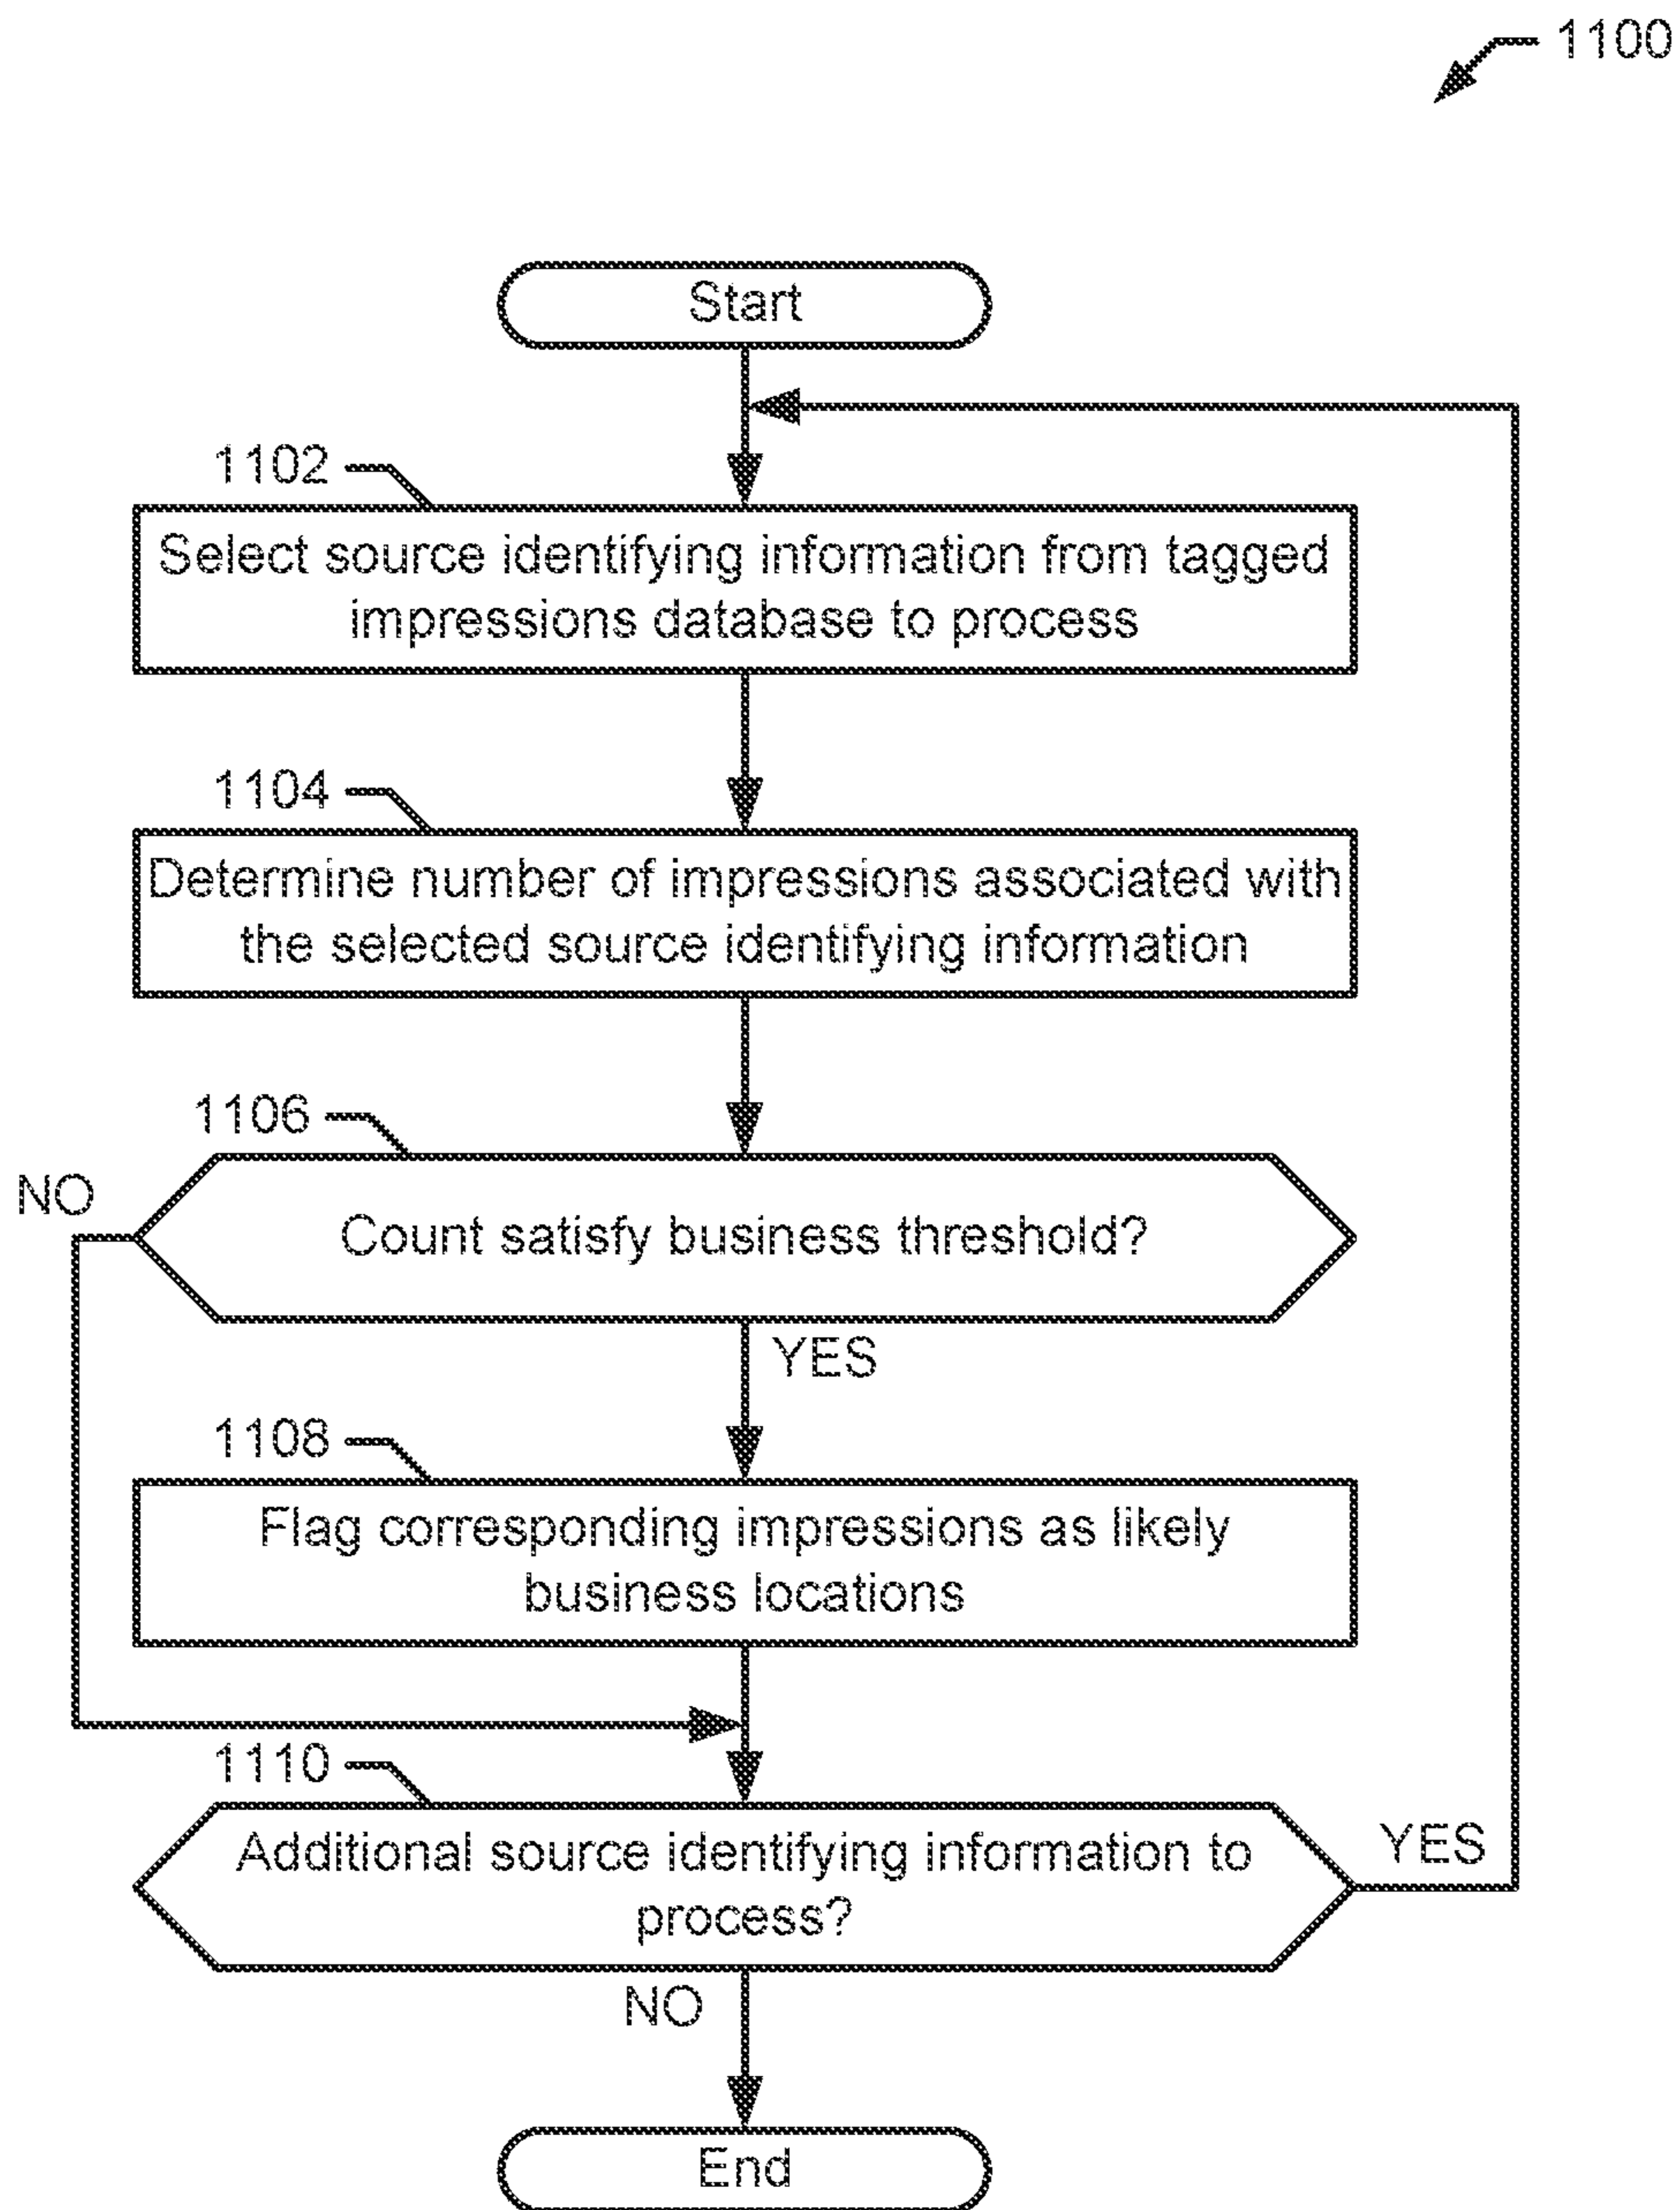 1100
Start
1102
Select source identifying information from tagged
impressions database to process
1104
Determine number of impressions associated with
the selected source identifying information
1106
NO
Count satisfy business threshold?
YES
1108
Flag corresponding impressions as likely
business locations
1110
Additional source identifying information to
process?
YES
NO
End